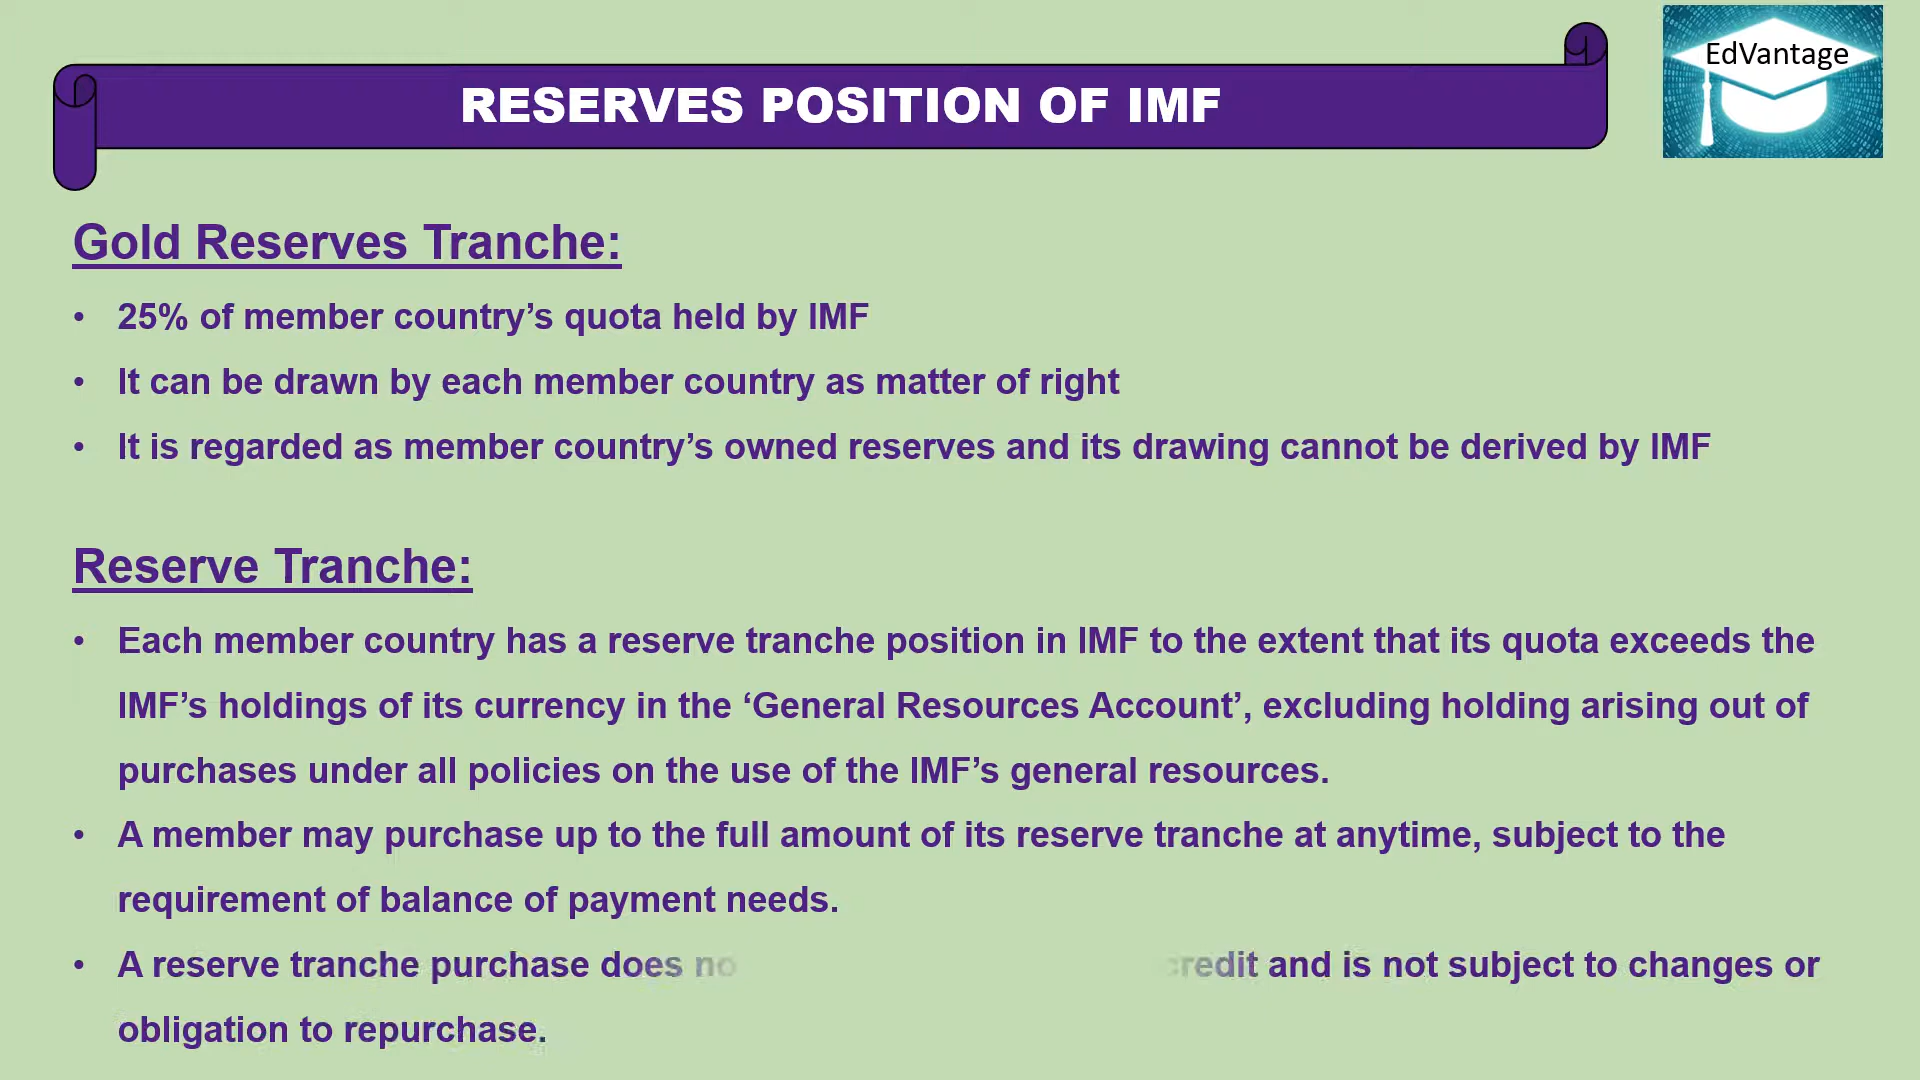 EdVantage
RESERVES POSITION OF IMF
Gold Reserves Tranche:
• 25% of member country’s quota held by IMF
• It can be drawn by each member country as matter of right
• It is regarded as member country’s owned reserves and its drawing cannot be derived by IMF
Reserve Tranche:
• Each member country has a reserve tranche position in IMF to the extent that its quota exceeds the
IMF’s holdings of its currency in the ‘General Resources Account’, excluding holding arising out of
purchases under all policies on the use of the IMF’s general resources.
• A member may purchase up to the full amount of its reserve tranche at anytime, subject to the
requirement of balance of payment needs.
• A reserve tranche purchase does credit and is not subject to changes or
obligation to repurchase.